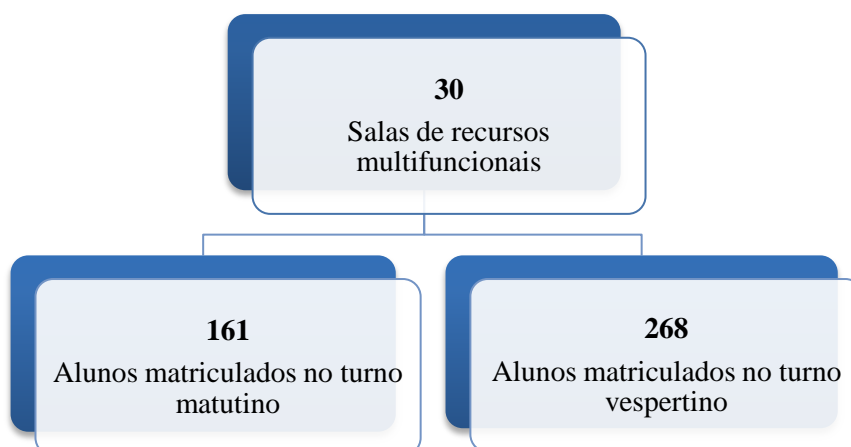 30
Salas de recursos
multifuncionais
161
Alunos matriculados no turno
matutino
268
Alunos matriculados no turno
vespertino